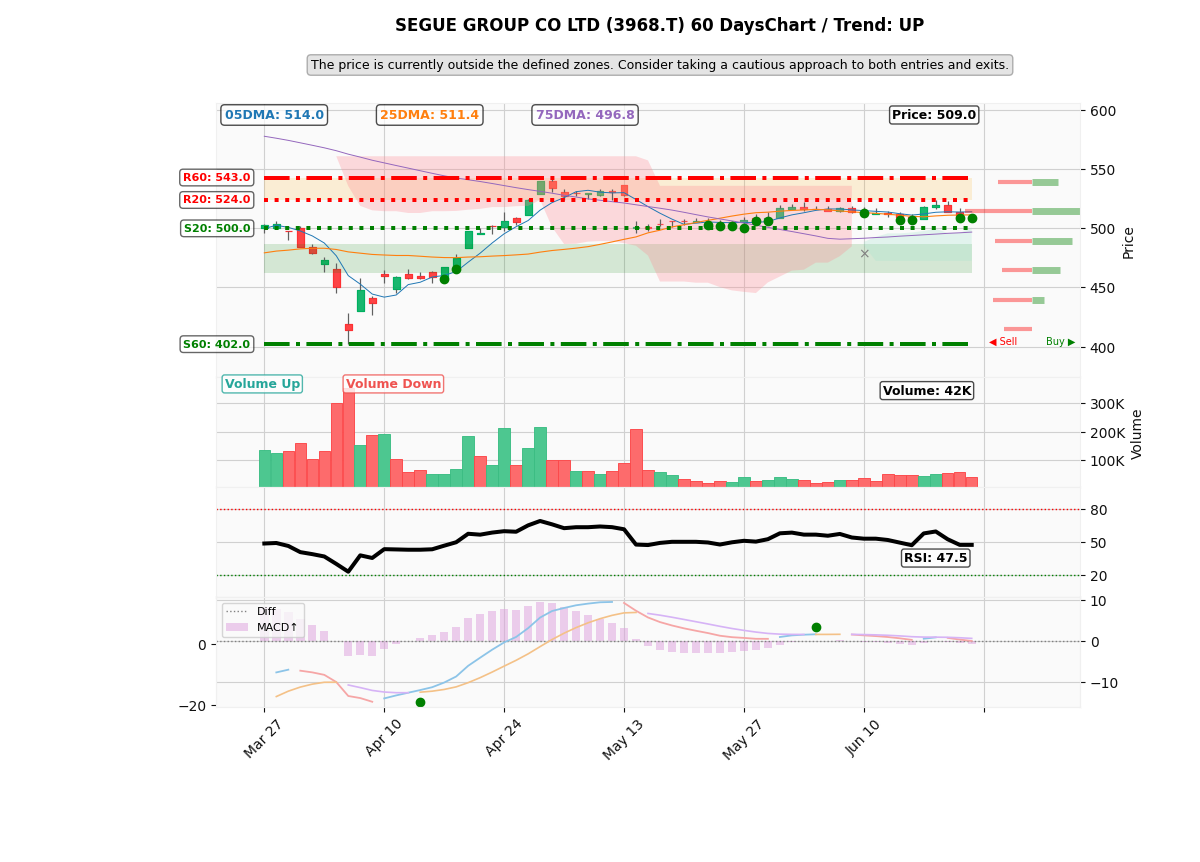 SEGUE GROUP CO LTD (3968.T) 60 DaysChart / Trend: UP
The price is currently outside the defined zones. Consider taking a cautious approach to both entries and exits.
05DMA: 514.0
25DMA: 511.4
75DMA: 496.8
Price: 509.0
R60: 543.0
R20: 524.0
S20: 500.0
S60: 402.0
600
550
500
450
400
Price
◀ Sell
Buy ▶
Volume Up
Volume Down
Volume: 42K
300K
200K
100K
Volume
80
50
20
RSI: 47.5
Diff
MACD↑
0
−20
10
0
−10
Mar 27
Apr 10
Apr 24
May 13
May 27
Jun 10